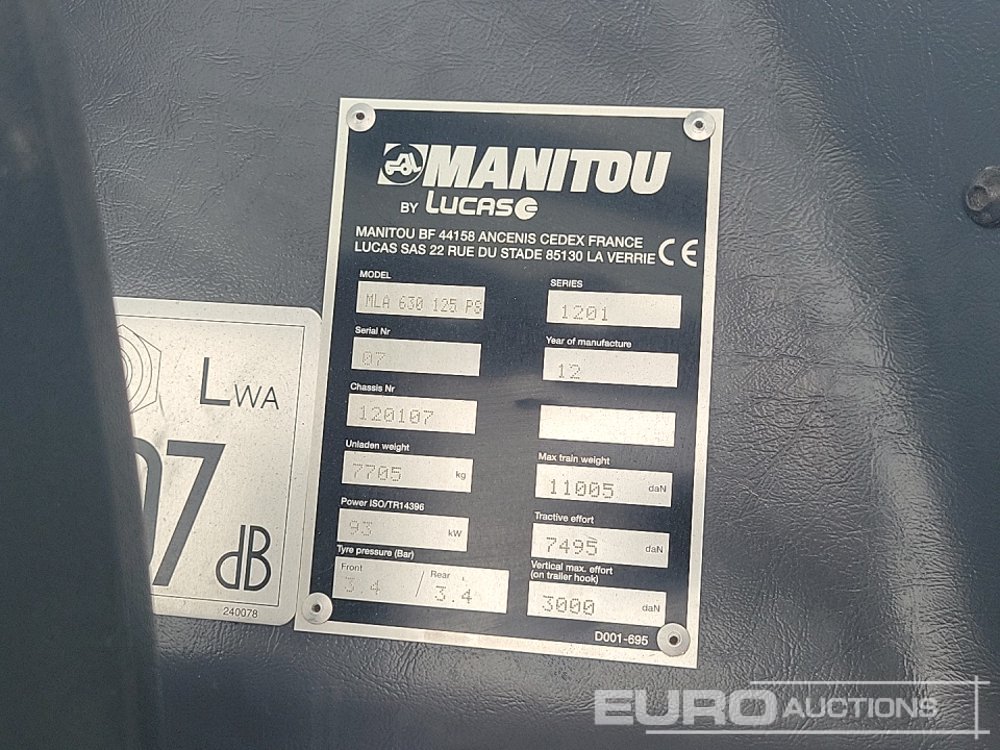 MANITOU
BY LUCAS
MANITOU BF 44158 ANCENIS CEDEX FRANCE
LUCAS SAS 22 RUE DU STADE 85130 LA VERRIE CE
MODEL
MLA 630 125 PS
SERIES
1201
Serial Nr
07
Year of manufacture
12
Chassis Nr
120107
Unladen weight
7705 kg
Max train weight
11005 daN
Power ISO/TR14396
93 kW
Tractive effort
7495 daN
Tyre pressure (Bar)
Front
3.4 /
Rear
3.4
Vertical max. effort
(on trailer hook)
3000 daN
D001-695
LWA
07
dB
240078
EURO AUCTIONS